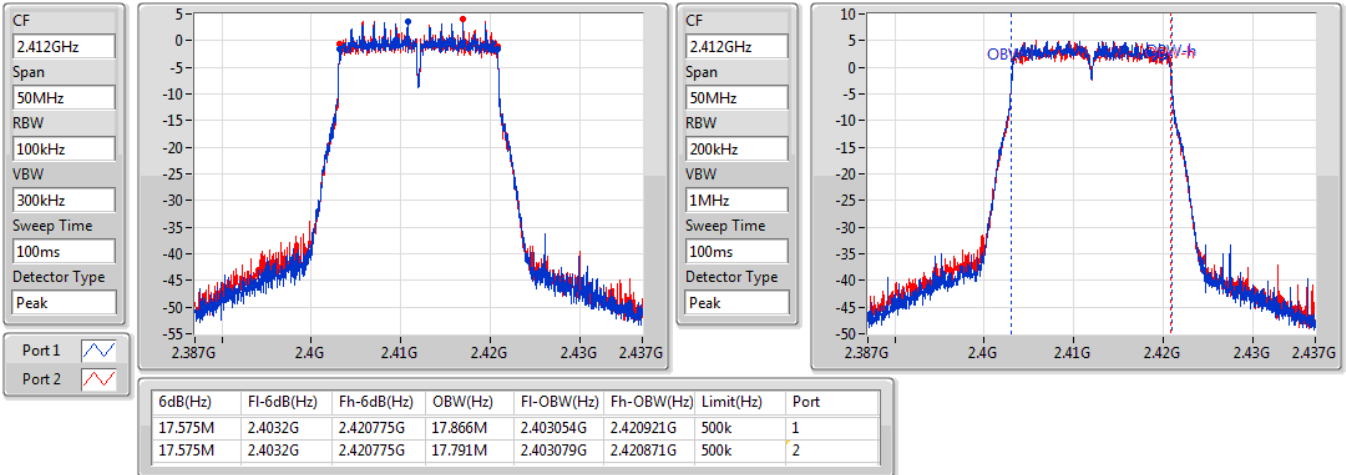 CF
2.412GHz
Span
50MHz
RBW
100kHz
VBW
300kHz
Sweep Time
100ms
Detector Type
Peak
Port 1
Port 2
5
0
-5
-10
-15
-20
-25
-30
-35
-40
-45
-50
-55
2.387G 2.4G 2.41G 2.42G 2.43G 2.437G
CF
2.412GHz
Span
50MHz
RBW
200kHz
VBW
1MHz
Sweep Time
100ms
Detector Type
Peak
10
5
0
-5
-10
-15
-20
-25
-30
-35
-40
-45
-50
2.387G 2.4G 2.41G 2.42G 2.43G 2.437G
6dB(Hz) Fl-6dB(Hz) Fh-6dB(Hz) OBW(Hz) Fl-OBW(Hz) Fh-OBW(Hz) Limit(Hz) Port
17.575M 2.4032G 2.420775G 17.866M 2.403054G 2.420921G 500k 1
17.575M 2.4032G 2.420775G 17.791M 2.403079G 2.420871G 500k 2